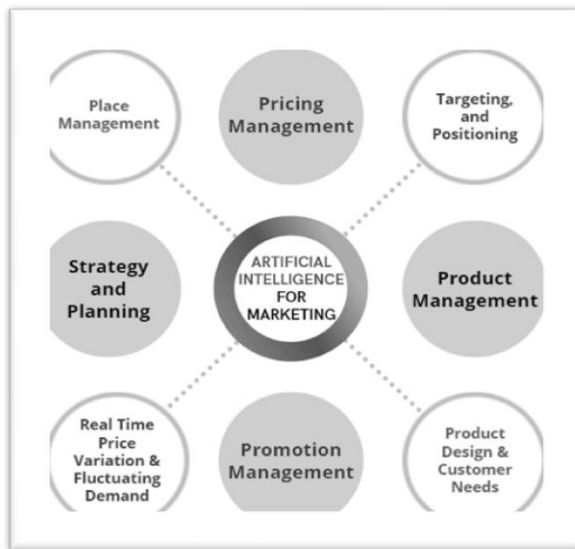 Place
Management
Pricing
Management
Targeting,
and
Positioning
Strategy
and
Planning
ARTIFICIAL
INTELLIGENCE
FOR
MARKETING
Product
Management
Real Time
Price
Variation &
Fluctuating
Demand
Promotion
Management
Product
Design &
Customer
Needs